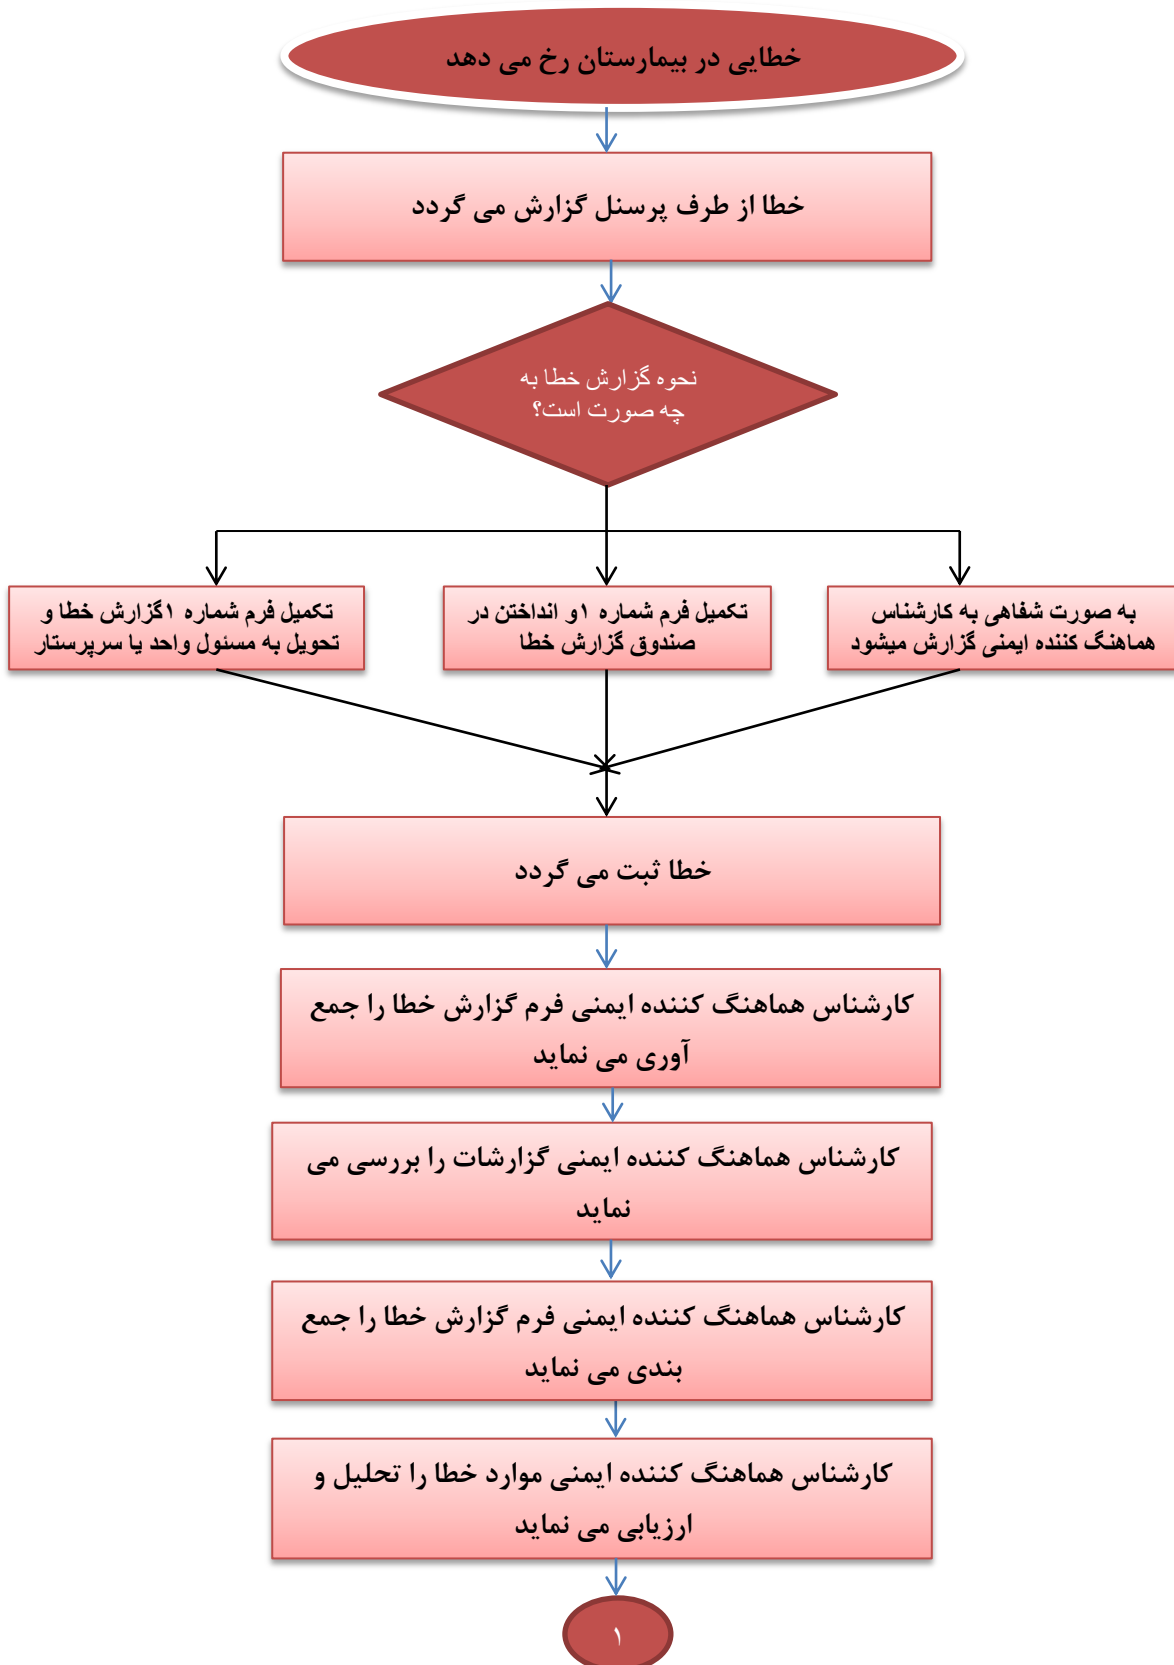 خطایی در بیمارستان رخ می دهد
خطا از طرف پرسنل گزارش می گردد
نحوه گزارش خطا به
چه صورت است؟
به صورت شفاهی به کارشناس
هماهنگ کننده ایمنی گزارش میشود
تکمیل فرم شماره ۱و انداختن در
صندوق گزارش خطا
تکمیل فرم شماره ۱گزارش خطا و
تحویل به مسئول واحد یا سرپرستار
خطا ثبت می گردد
کارشناس هماهنگ کننده ایمنی فرم گزارش خطا را جمع
آوری می نماید
کارشناس هماهنگ کننده ایمنی گزارشات را بررسی می
نماید
کارشناس هماهنگ کننده ایمنی فرم گزارش خطا را جمع
بندی می نماید
کارشناس هماهنگ کننده ایمنی موارد خطا را تحلیل و
ارزیابی می نماید
۱